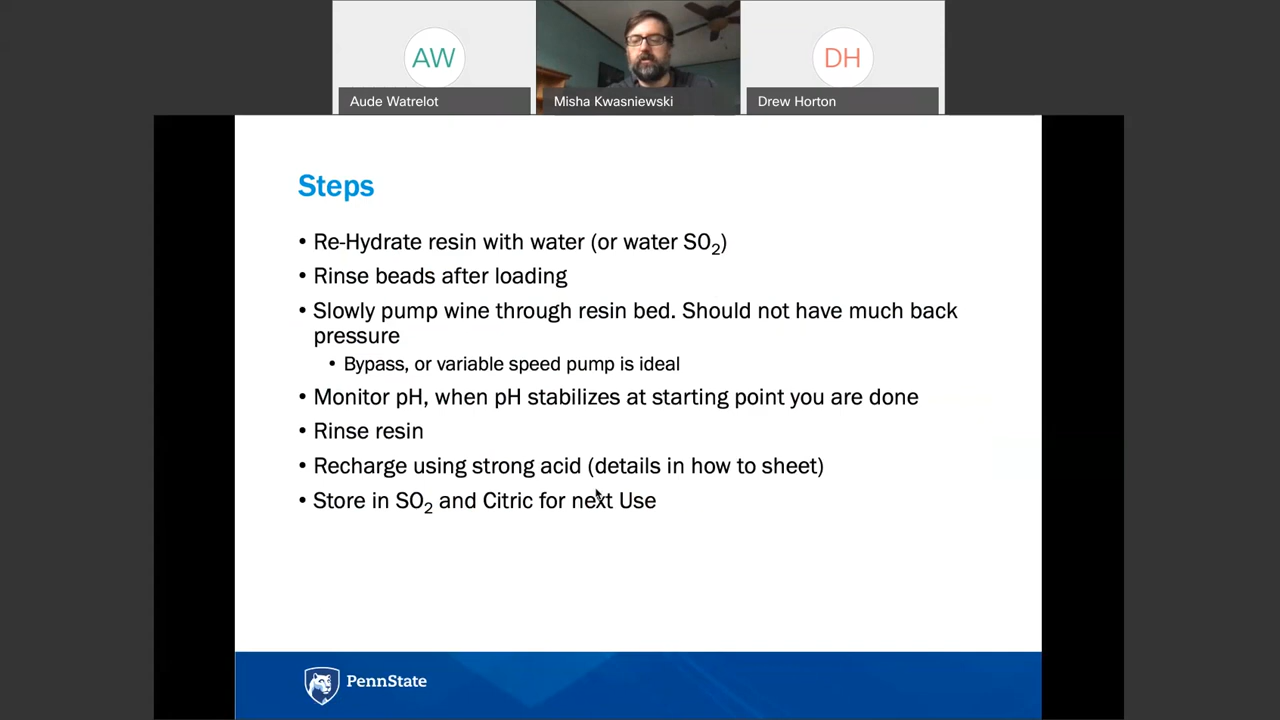 AW
DH
Aude Watrelot
Misha Kwasniewski
Drew Horton
Steps
• Re-Hydrate resin with water (or water SO₂)
• Rinse beads after loading
• Slowly pump wine through resin bed. Should not have much back
pressure
• Bypass, or variable speed pump is ideal
• Monitor pH, when pH stabilizes at starting point you are done
• Rinse resin
• Recharge using strong acid (details in how to sheet)
• Store in SO₂ and Citric for next Use
PennState